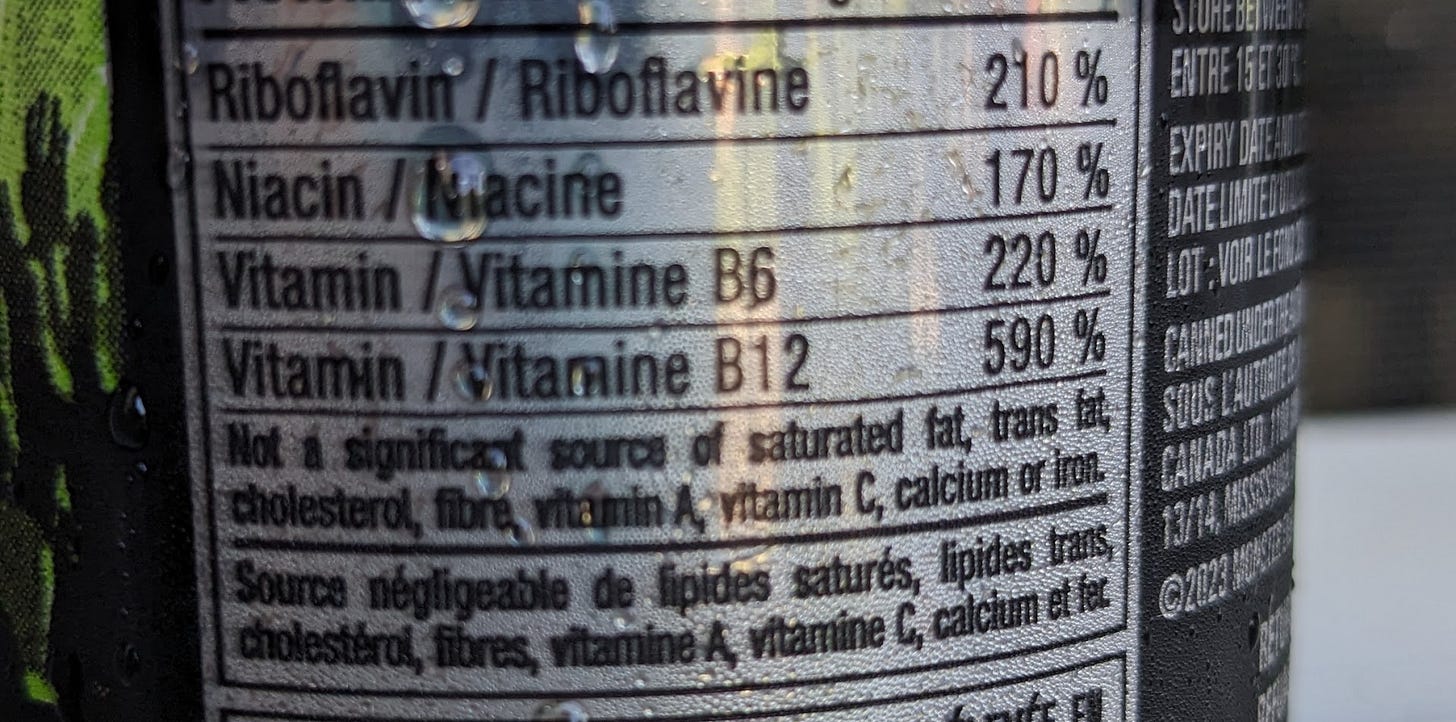 Riboflavin / Riboflavine 210 %
Niacin / Niacine 170 %
Vitamin / Vitamine B6 220 %
Vitamin / Vitamine B12 590 %
Not a significant source of saturated fat, trans fat,
cholesterol, fibre, vitamin A, vitamin C, calcium or iron.
Source négligeable de lipides saturés, lipides trans,
cholestérol, fibres, vitamine A, vitamine C, calcium et fer.
STORE BETWEEN
ENTRE 15 ET 30
EXPIRY DATE
DATE LIMITE
LOT : VOIR LE
CANNED UNDER
SOUS L'AUTORITÉ
CANADA LTD.
13/14,
©2023